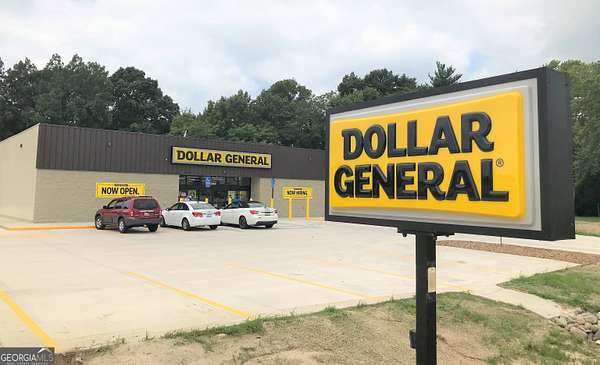 DOLLAR GENERAL
NOW OPEN.
NOW HIRING
DOLLAR
GENERAL®
GEORGIAMLS